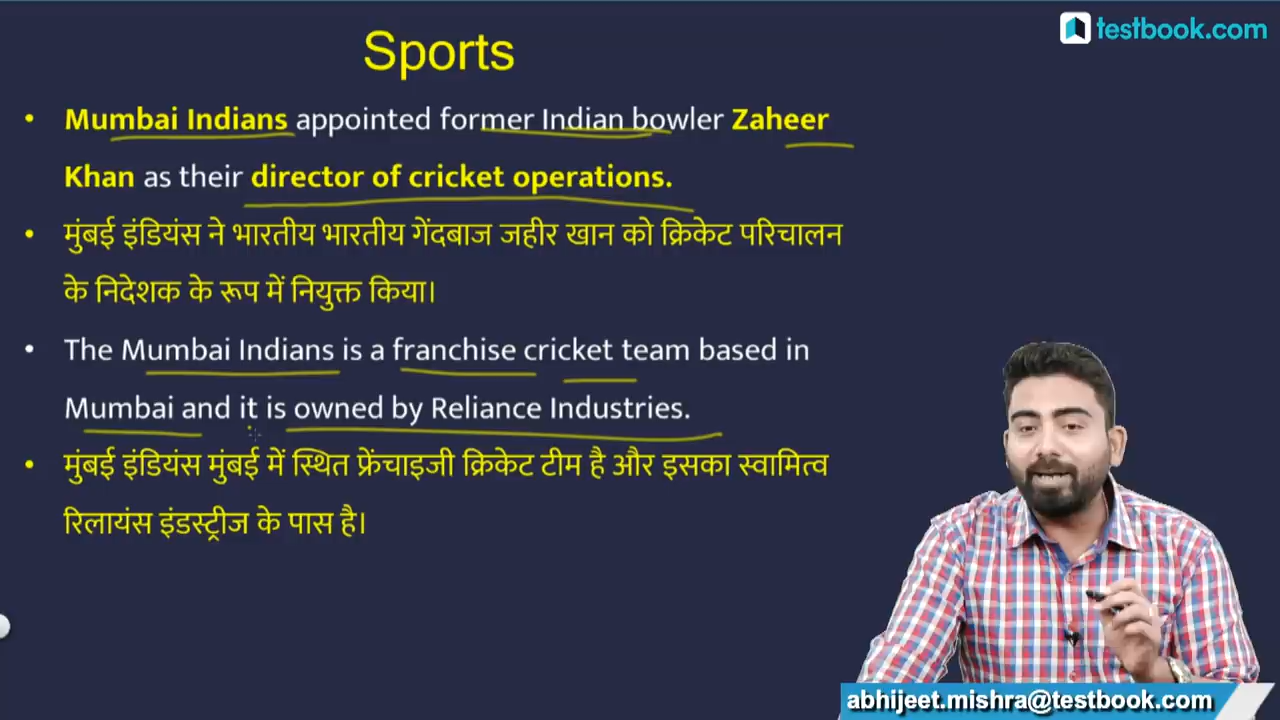 testbook.com
Sports
• Mumbai Indians appointed former Indian bowler Zaheer
Khan as their director of cricket operations.
• मुंबई इंडियंस ने भारतीय भारतीय गेंदबाज जहीर खान को क्रिकेट परिचालन
के निदेशक के रूप में नियुक्त किया।
• The Mumbai Indians is a franchise cricket team based in
Mumbai and it is owned by Reliance Industries.
• मुंबई इंडियंस मुंबई में स्थित फ्रेंचाइजी क्रिकेट टीम है और इसका स्वामित्व
रिलायंस इंडस्ट्रीज के पास है।
abhijeet.mishra@testbook.com